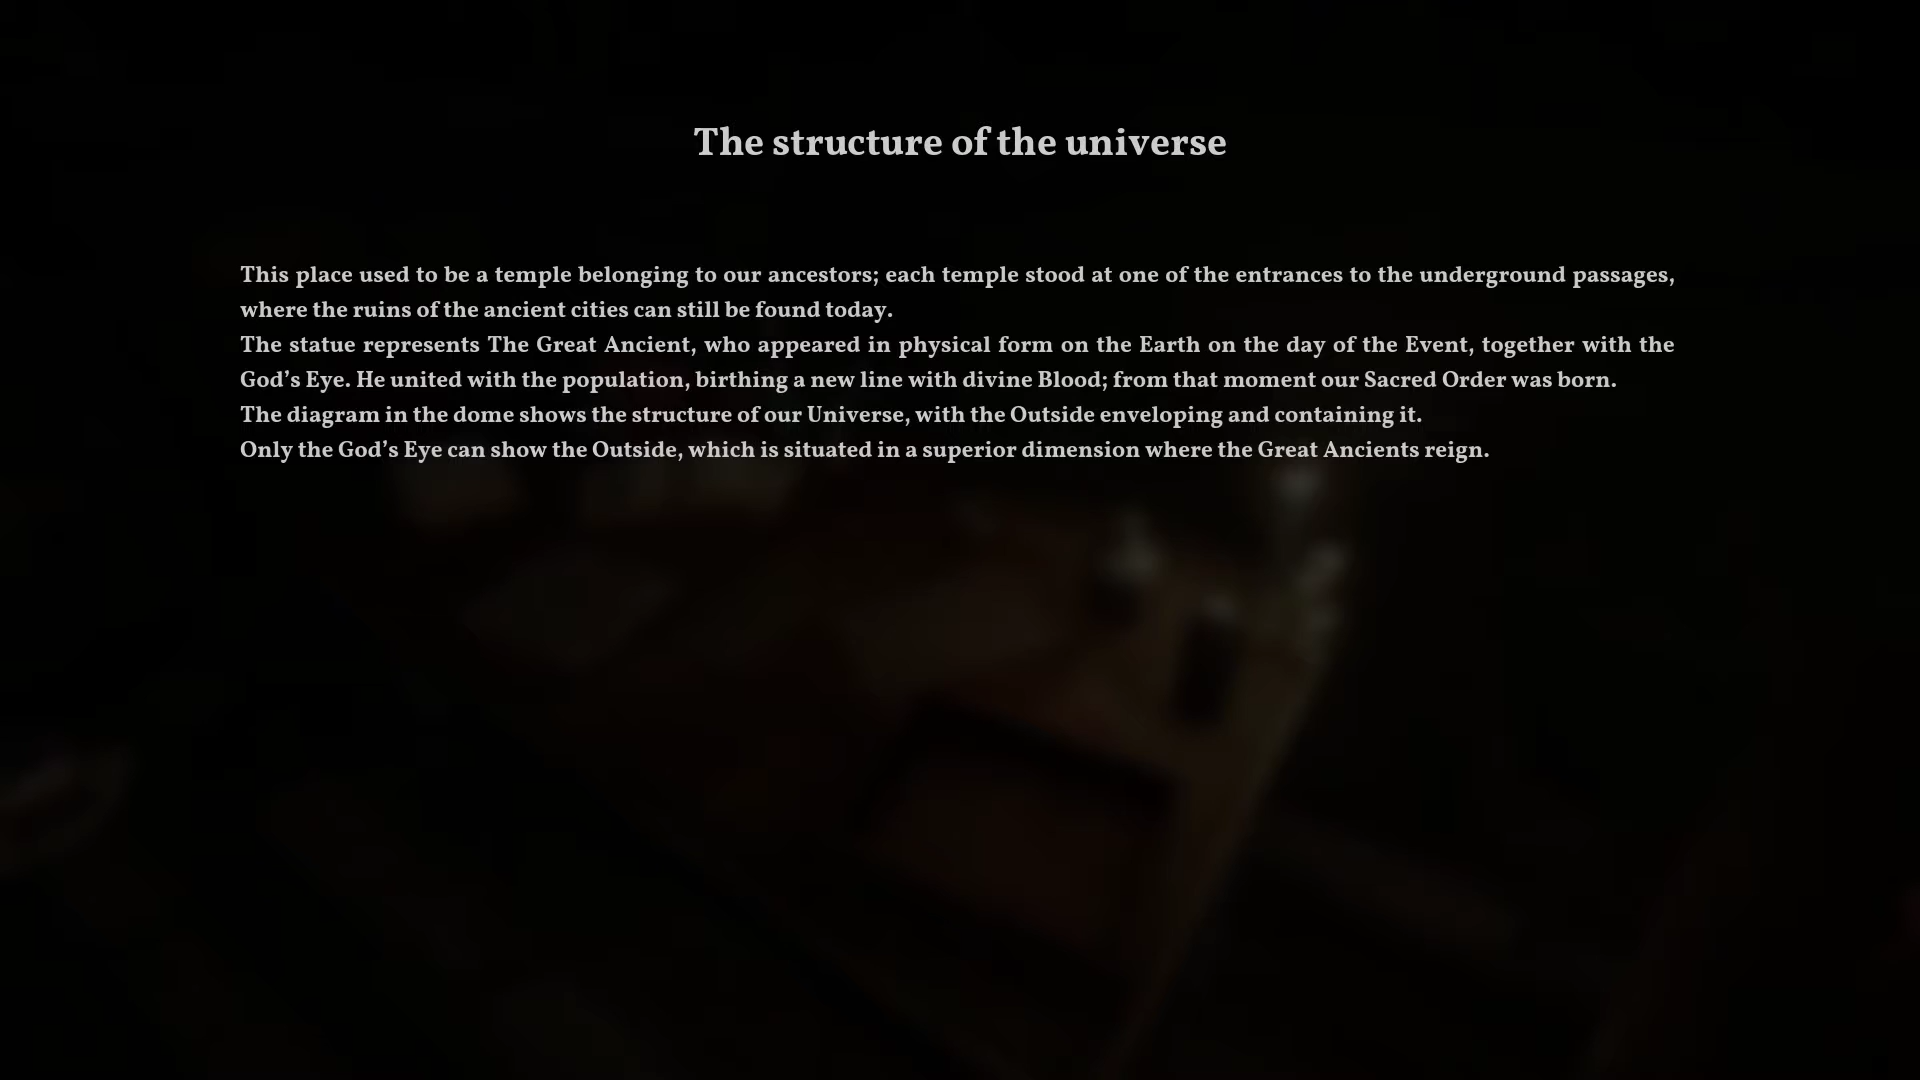 The structure of the universe
This place used to be a temple belonging to our ancestors; each temple stood at one of the entrances to the underground passages,
where the ruins of the ancient cities can still be found today.
The statue represents The Great Ancient, who appeared in physical form on the Earth on the day of the Event, together with the
God’s Eye. He united with the population, birthing a new line with divine Blood; from that moment our Sacred Order was born.
The diagram in the dome shows the structure of our Universe, with the Outside enveloping and containing it.
Only the God’s Eye can show the Outside, which is situated in a superior dimension where the Great Ancients reign.